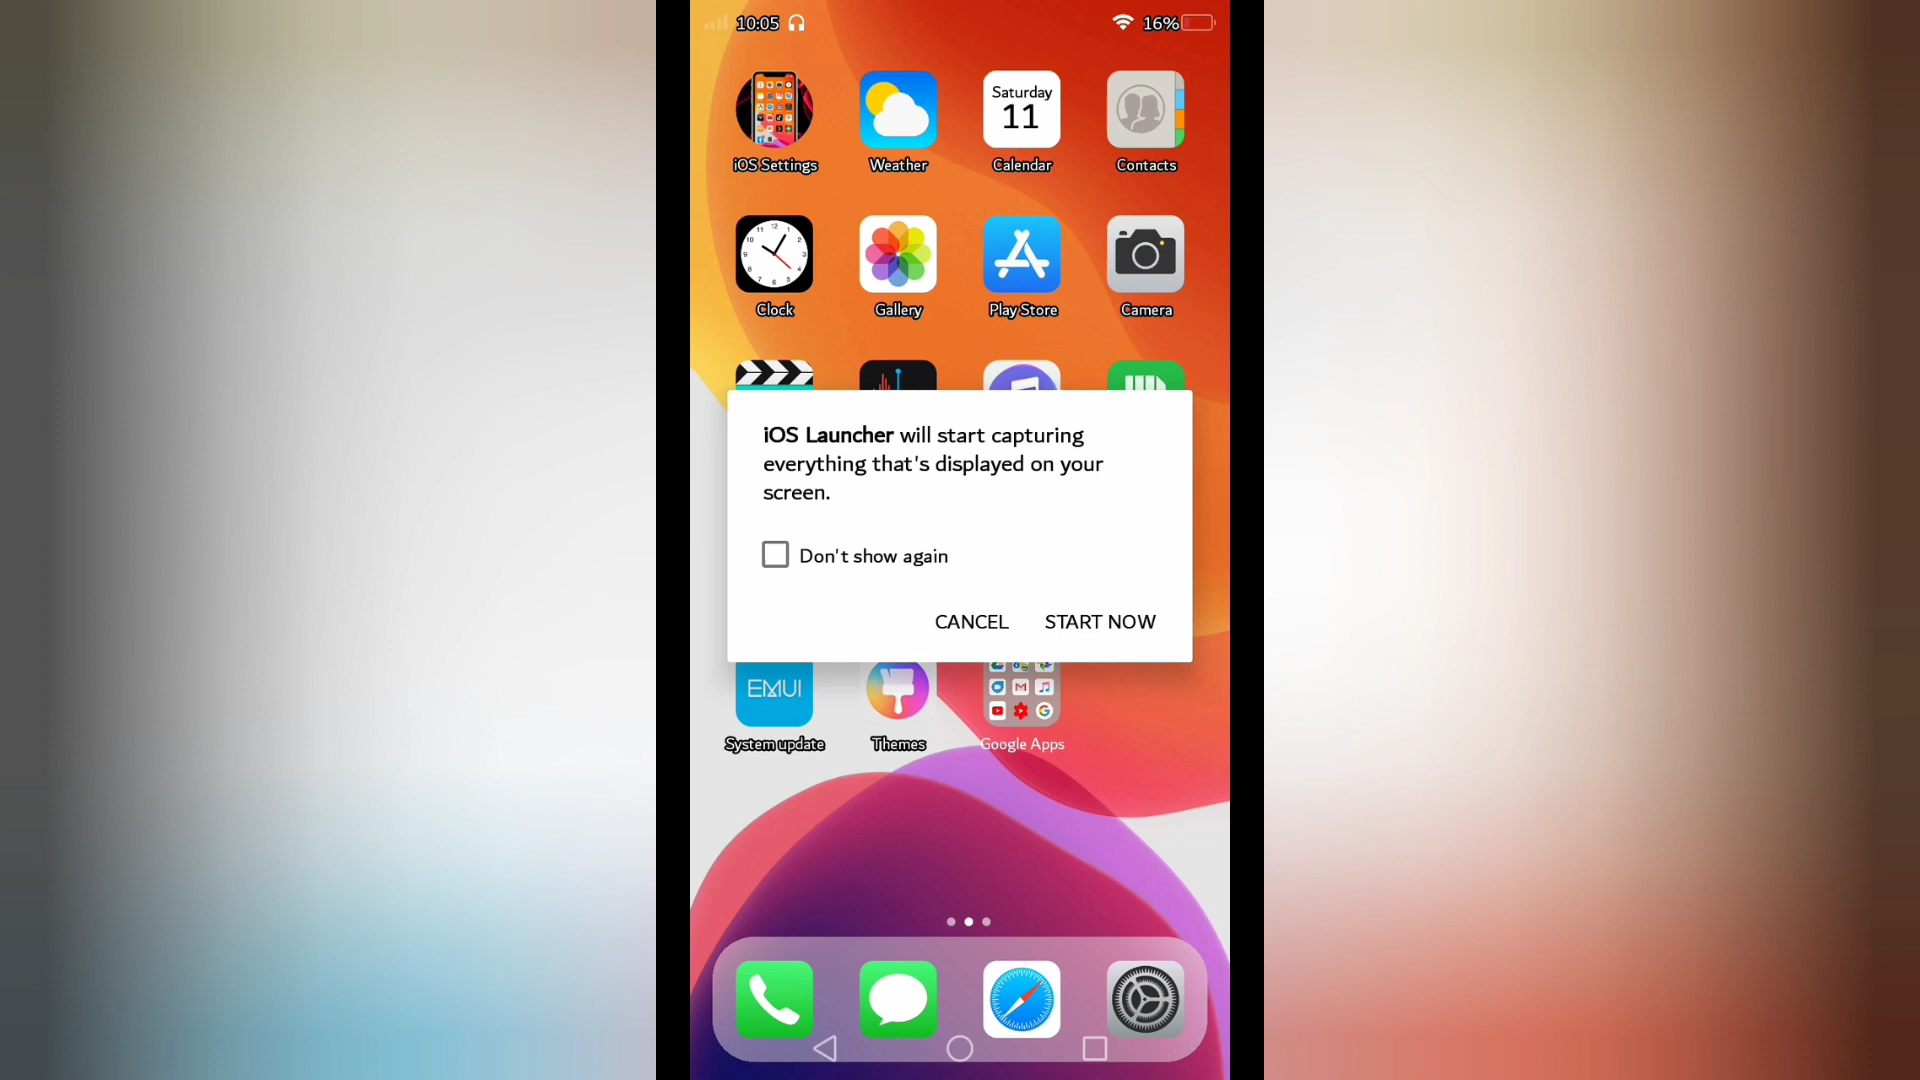 10:05
16%
Saturday
11
iOS Settings
Weather
Calendar
Contacts
Clock
Gallery
Play Store
Camera
iOS Launcher will start capturing
everything that's displayed on your
screen.
Don't show again
CANCEL
START NOW
EMUI
System update
Themes
Google Apps